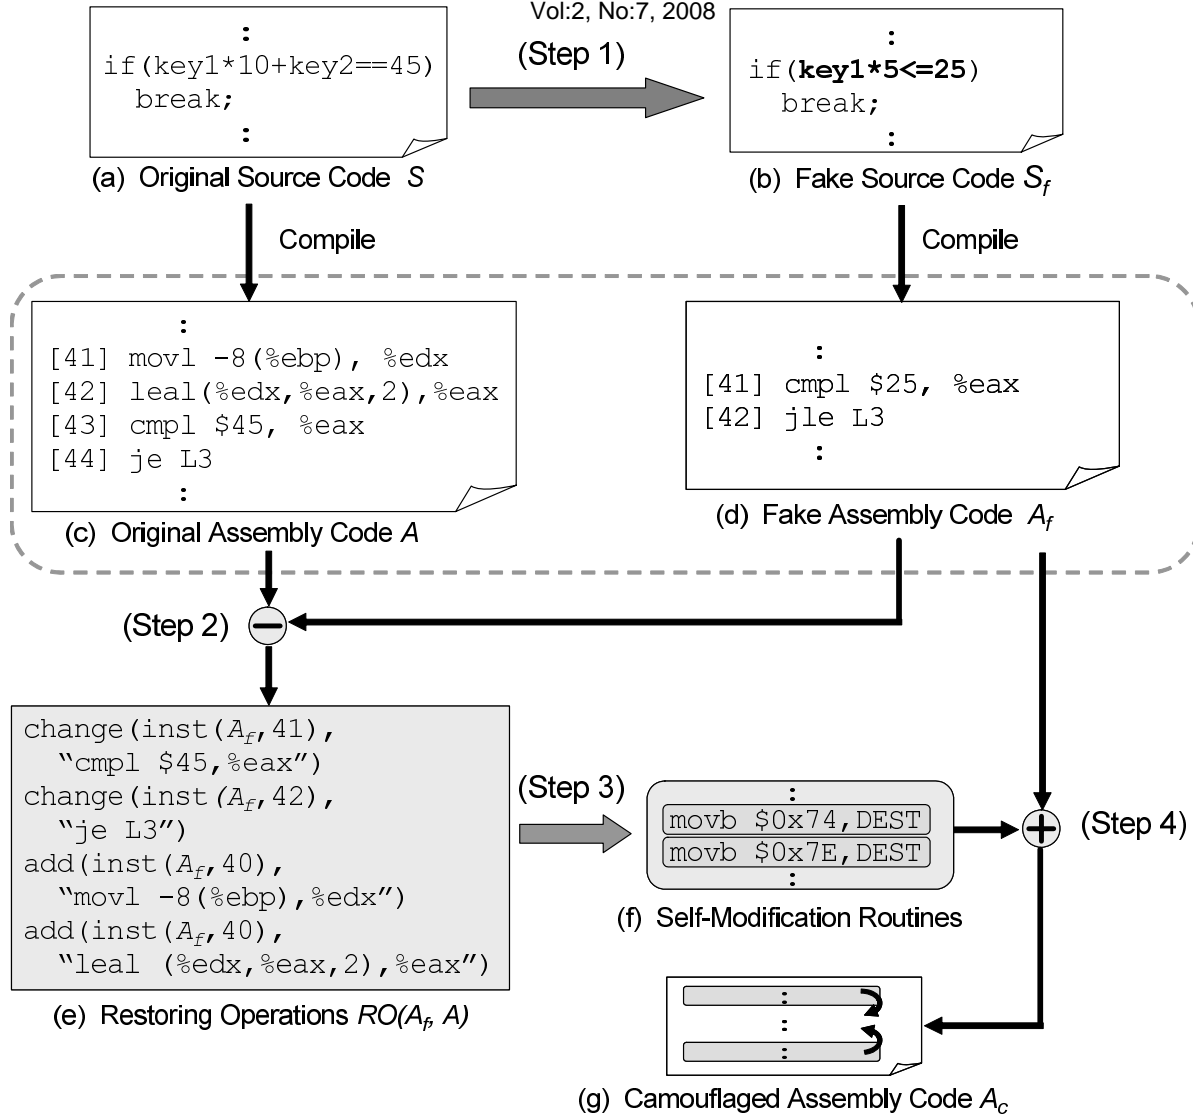 Vol:2, No:7, 2008
:
if(key1*10+key2==45)
break;
:
(a) Original Source Code S
(Step 1)
:
if(key1*5<=25)
break;
:
(b) Fake Source Code Sf
Compile
Compile
:
[41] movl -8(%ebp), %edx
[42] leal(%edx,%eax,2),%eax
[43] cmpl $45, %eax
[44] je L3
:
(c) Original Assembly Code A
:
[41] cmpl $25, %eax
[42] jle L3
:
(d) Fake Assembly Code Af
(Step 2)
−
change(inst(Af,41),
“cmpl $45,%eax”)
change(inst(Af,42),
“je L3”)
add(inst(Af,40),
“movl -8(%ebp),%edx”)
add(inst(Af,40),
“leal (%edx,%eax,2),%eax”)
(e) Restoring Operations RO(Af, A)
(Step 3)
:
movb $0x74,DEST
movb $0x7E,DEST
:
(f) Self-Modification Routines
+
(Step 4)
:
:
:
(g) Camouflaged Assembly Code Ac